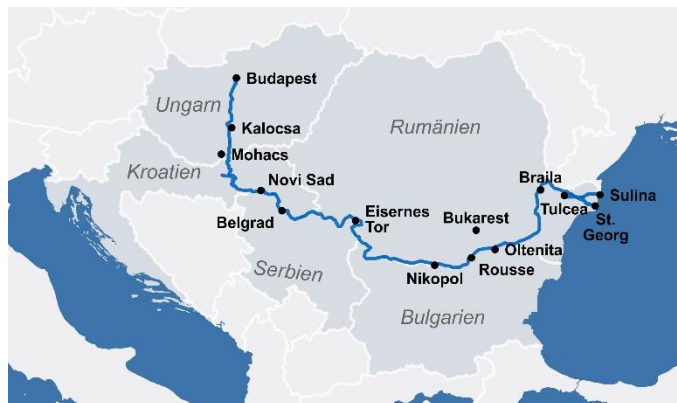 Budapest
Ungarn
Kalocsa
Rumänien
Mohacs
Kroatien
Novi Sad
Braila
Sulina
Tulcea
St.
Georg
Belgrad
Eisernes
Tor
Bukarest
Oltenita
Rousse
Nikopol
Serbien
Bulgarien